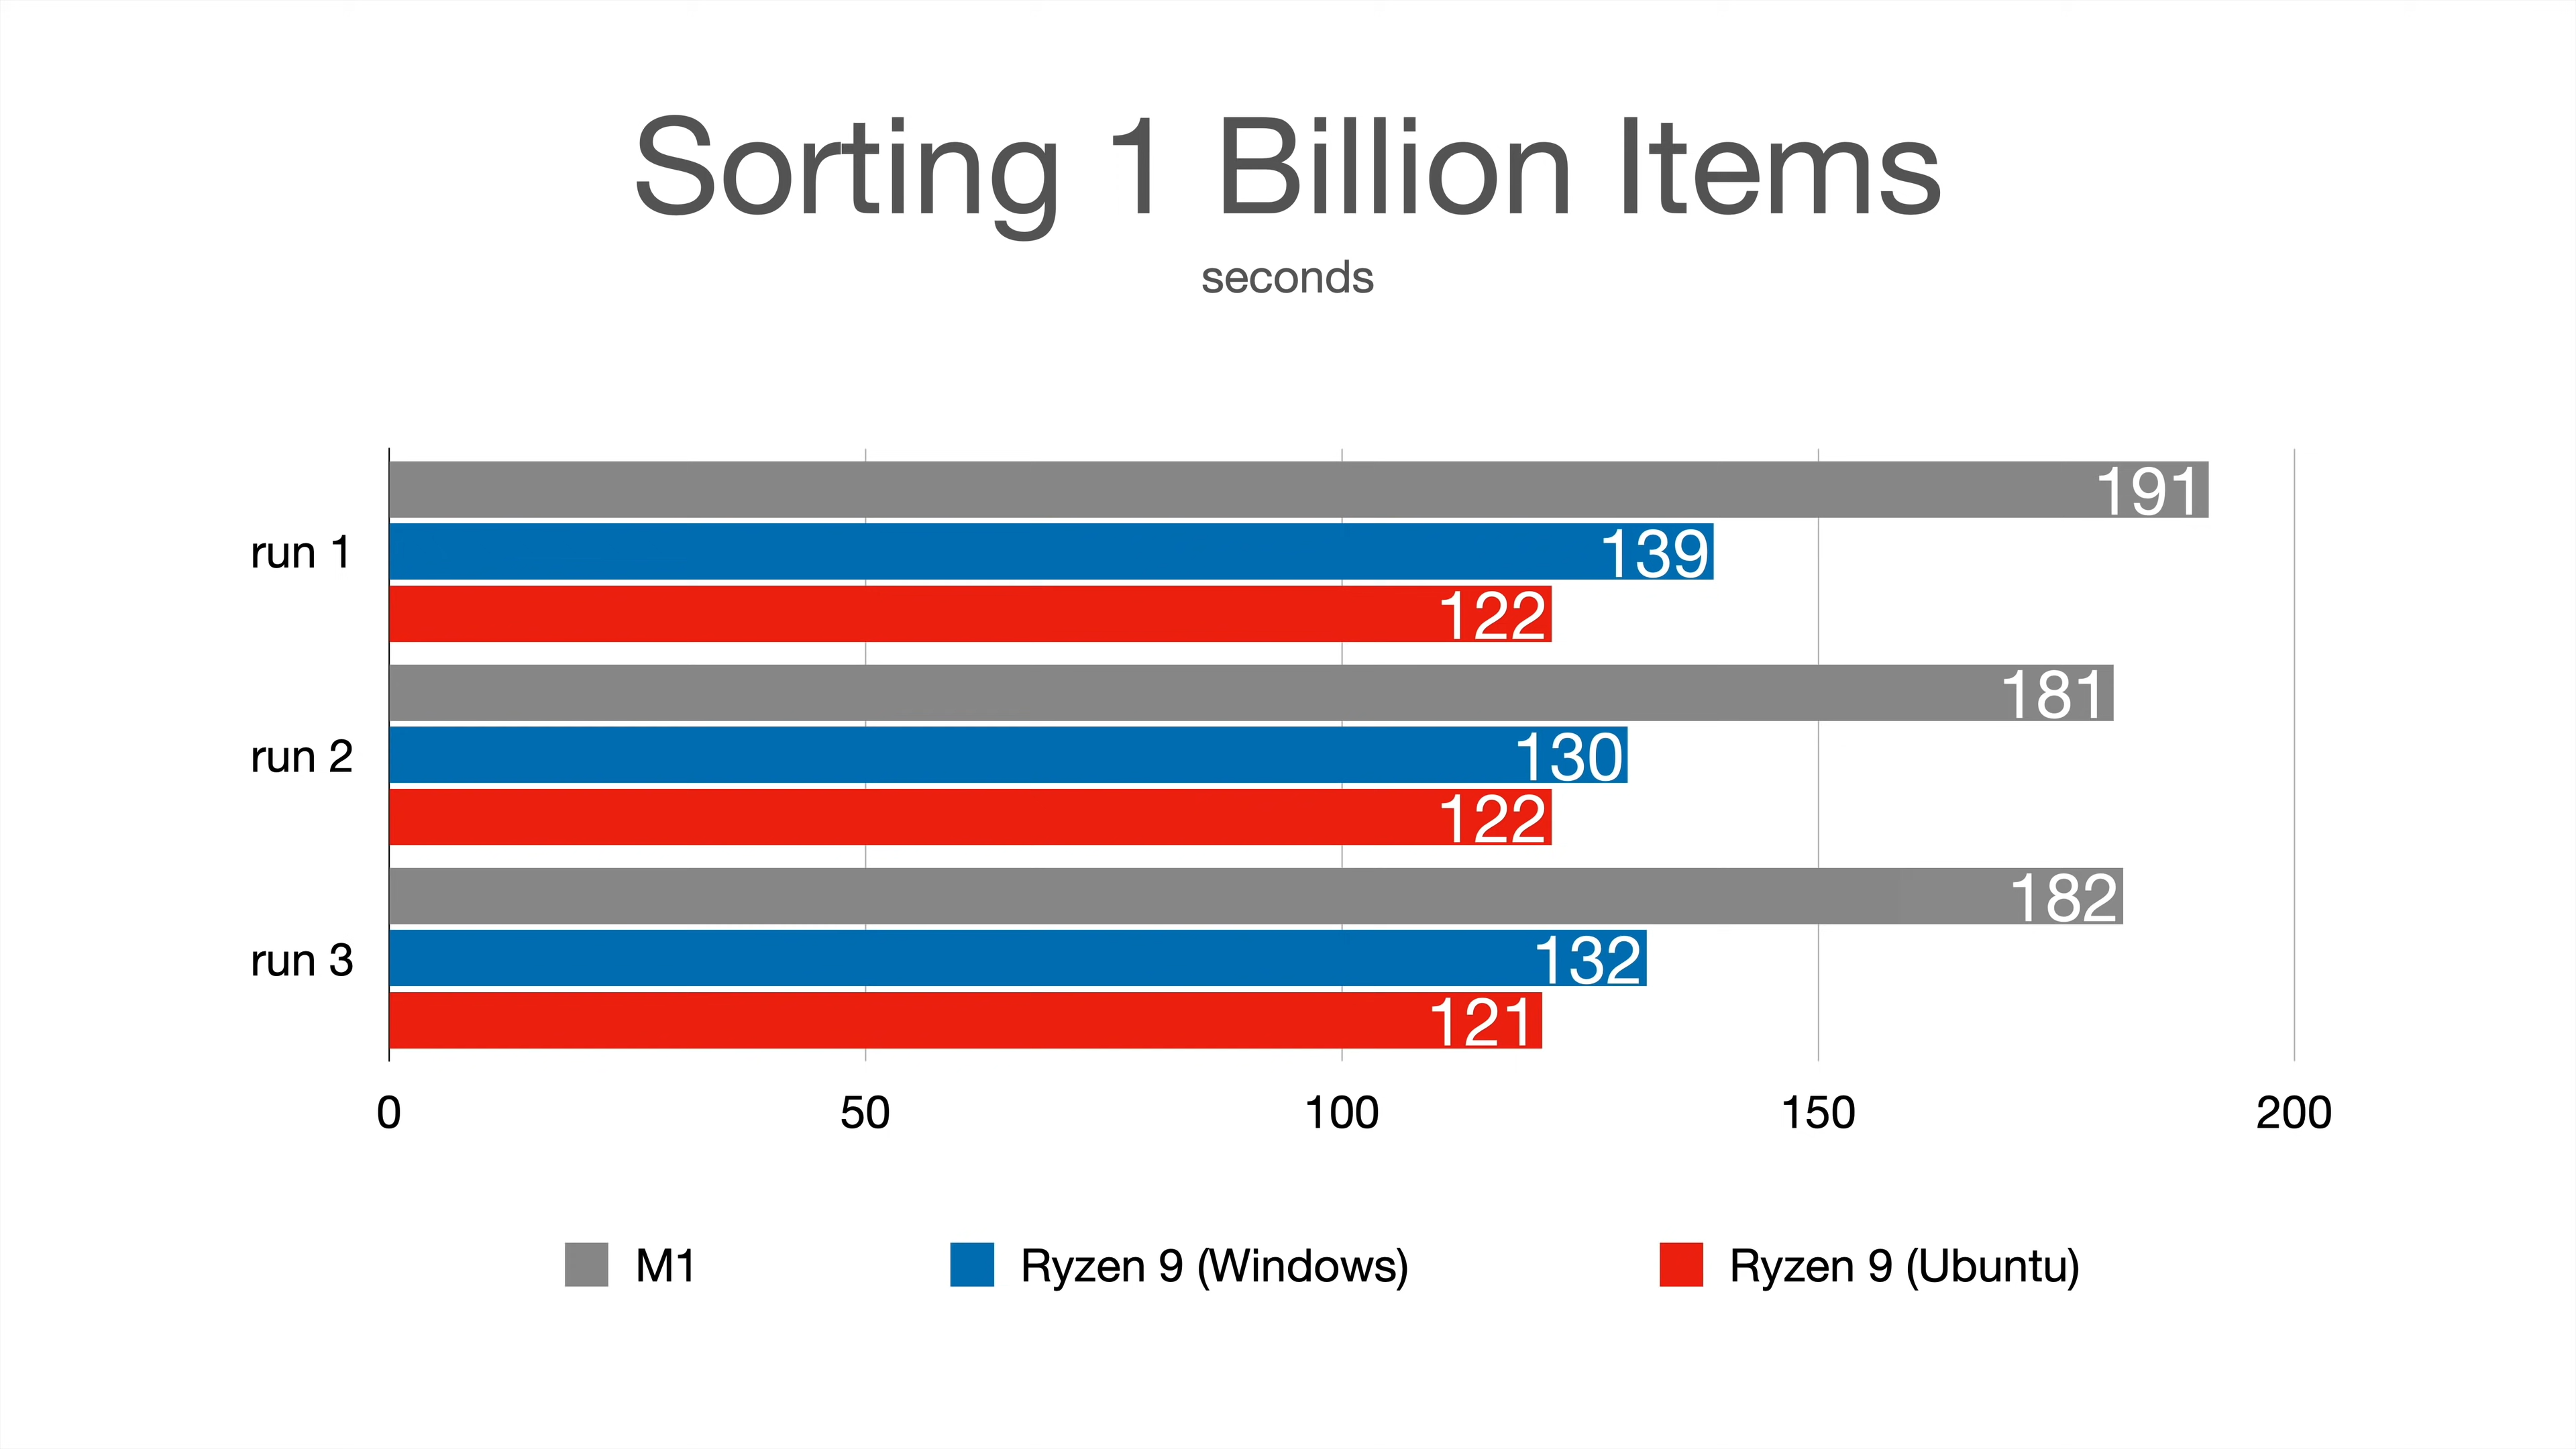 Sorting 1 Billion Items
seconds
191
run 1
139
122
181
run 2
130
122
182
run 3
132
121
0 50 100 150 200
M1 Ryzen 9 (Windows) Ryzen 9 (Ubuntu)